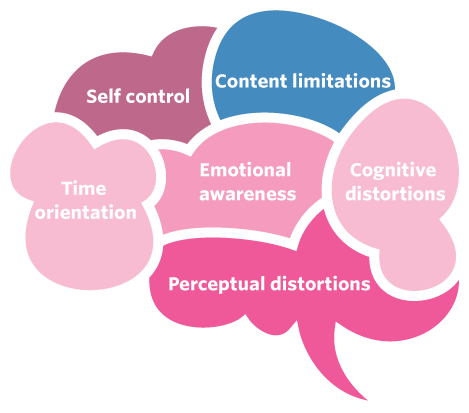 Content limitations
Self control
Emotional
awareness
Cognitive
distortions
Time
orientation
Perceptual distortions